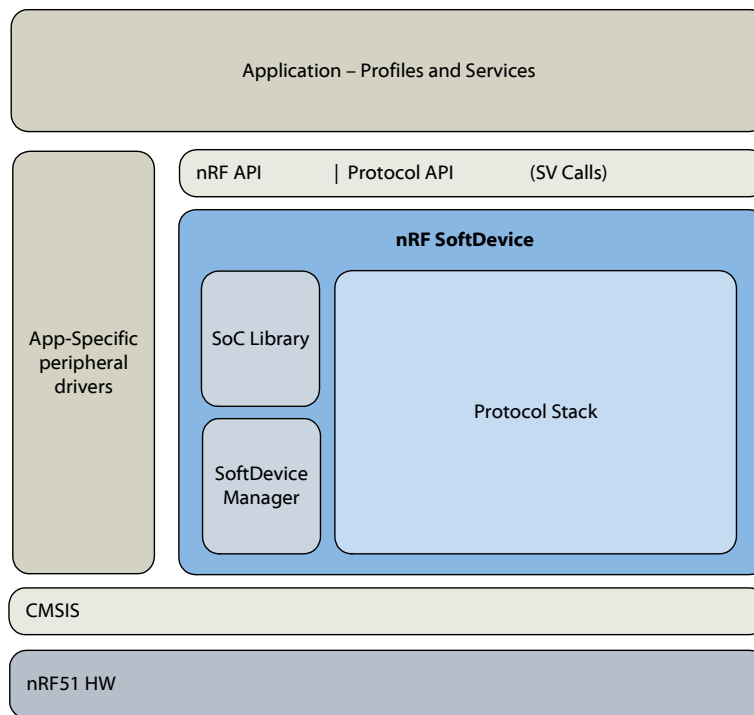 Application – Profiles and Services
nRF API | Protocol API (SV Calls)
nRF SoftDevice
App-Specific
peripheral
drivers
SoC Library
Protocol Stack
SoftDevice
Manager
CMSIS
nRF51 HW